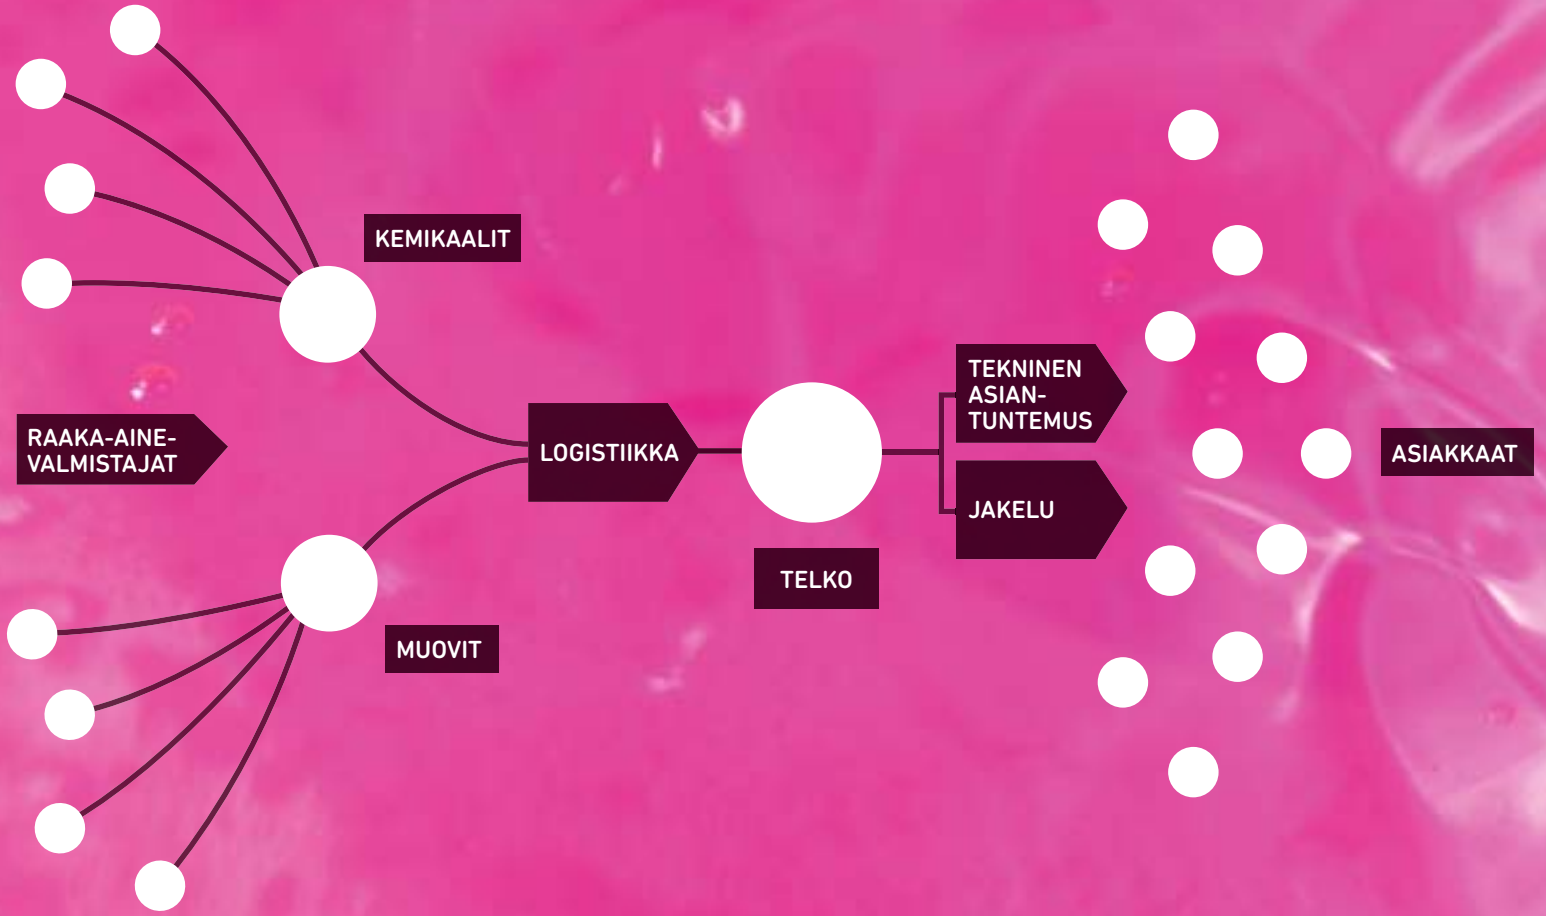 KEMIKAALIT
RAAKA-AINE-
VALMISTAJAT
LOGISTIIKKA
MUOVIT
TELKO
TEKNINEN
ASIAN-
TUNTEMUS
JAKELU
ASIAKKAAT